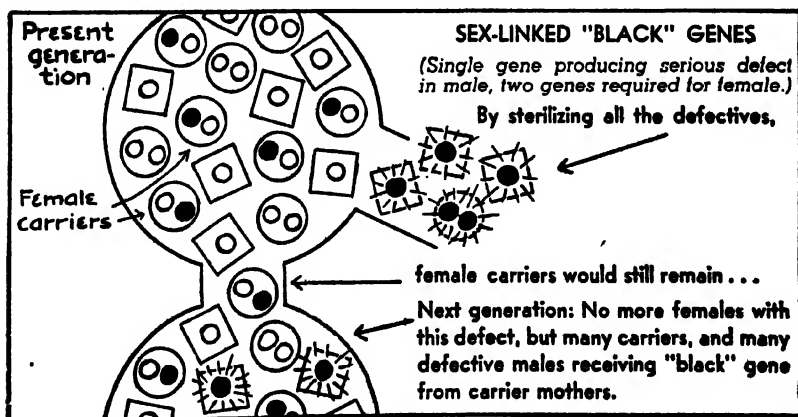 Present
genera-
tion
Female
carriers
SEX-LINKED "BLACK" GENES
(Single gene producing serious defect
in male, two genes required for female.)
By sterilizing all the defectives,
female carriers would still remain . . .
Next generation: No more females with
this defect, but many carriers, and many
defective males receiving "black" gene
from carrier mothers.